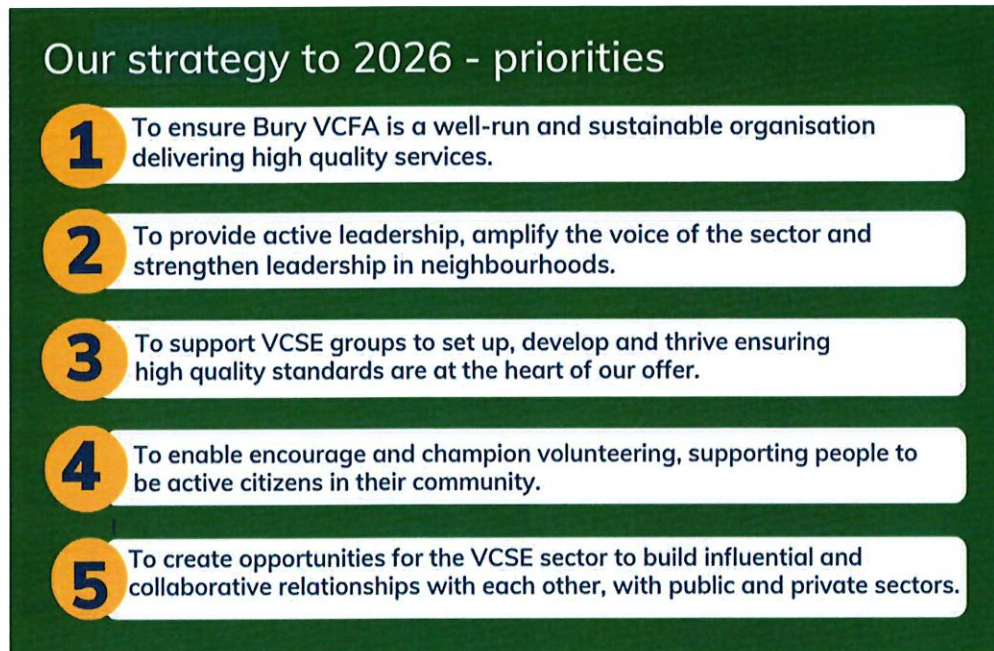 Our strategy to 2026 - priorities
1
To ensure Bury VCFA is a well-run and sustainable organisation
delivering high quality services.
2
To provide active leadership, amplify the voice of the sector and
strengthen leadership in neighbourhoods.
3
To support VCSE groups to set up, develop and thrive ensuring
high quality standards are at the heart of our offer.
4
To enable encourage and champion volunteering, supporting people to
be active citizens in their community.
5
To create opportunities for the VCSE sector to build influential and
collaborative relationships with each other, with public and private sectors.